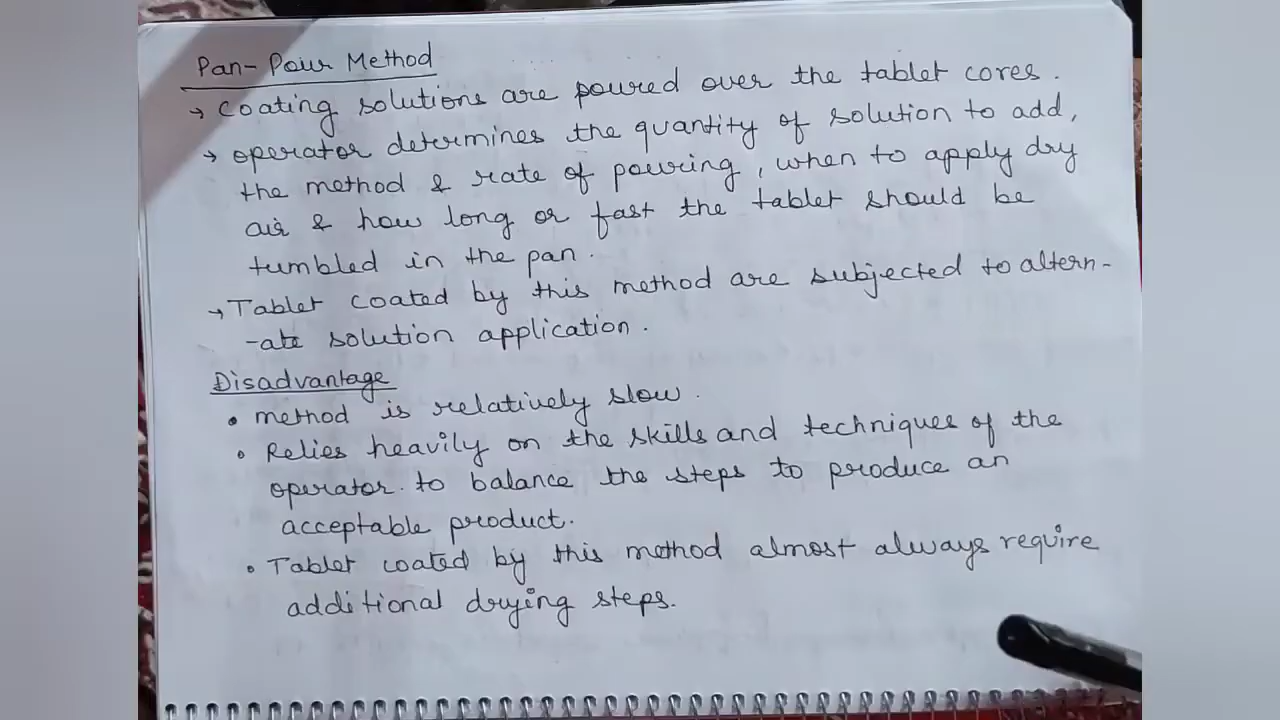 Pan- Pour Method
→ Coating solutions are poured over the tablet cores.
→ operator determines the quantity of solution to add,
the method & rate of pouring, when to apply dry
air & how long or fast the tablet should be
tumbled in the pan.
→ Tablet coated by this method are subjected to altern-
-ate solution application.
Disadvantage
• method is relatively slow.
• Relies heavily on the skills and techniques of the
operator. to balance the steps to produce an
acceptable product.
• Tablet coated by this method almost always require
additional drying steps.